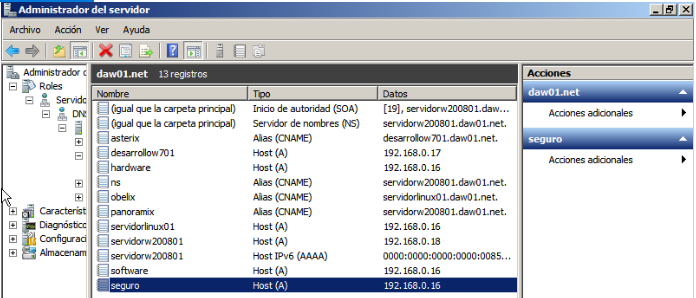 Administrador del servidor
Archivo Acción Ver Ayuda
Administrador c
Roles
Servido
DN
Característ
Diagnóstico
Configuraci
Almacenam
daw01.net 13 registros
Nombre Tipo Datos
(igual que la carpeta principal) Inicio de autoridad (SOA) [19], servidorw200801.daw...
(igual que la carpeta principal) Servidor de nombres (NS) servidorw200801.daw01.net.
asterix Alias (CNAME) desarrollow701.daw01.net.
desarrollow701 Host (A) 192.168.0.17
hardware Host (A) 192.168.0.16
ns Alias (CNAME) servidorw200801.daw01.net.
obelix Alias (CNAME) servidorlinux01.daw01.net.
panoramix Alias (CNAME) servidorw200801.daw01.net.
servidorlinux01 Host (A) 192.168.0.16
servidorw200801 Host (A) 192.168.0.18
servidorw200801 Host IPv6 (AAAA) 0000:0000:0000:0000:0085...
software Host (A) 192.168.0.16
seguro Host (A) 192.168.0.16
Acciones
daw01.net
Acciones adicionales
seguro
Acciones adicionales